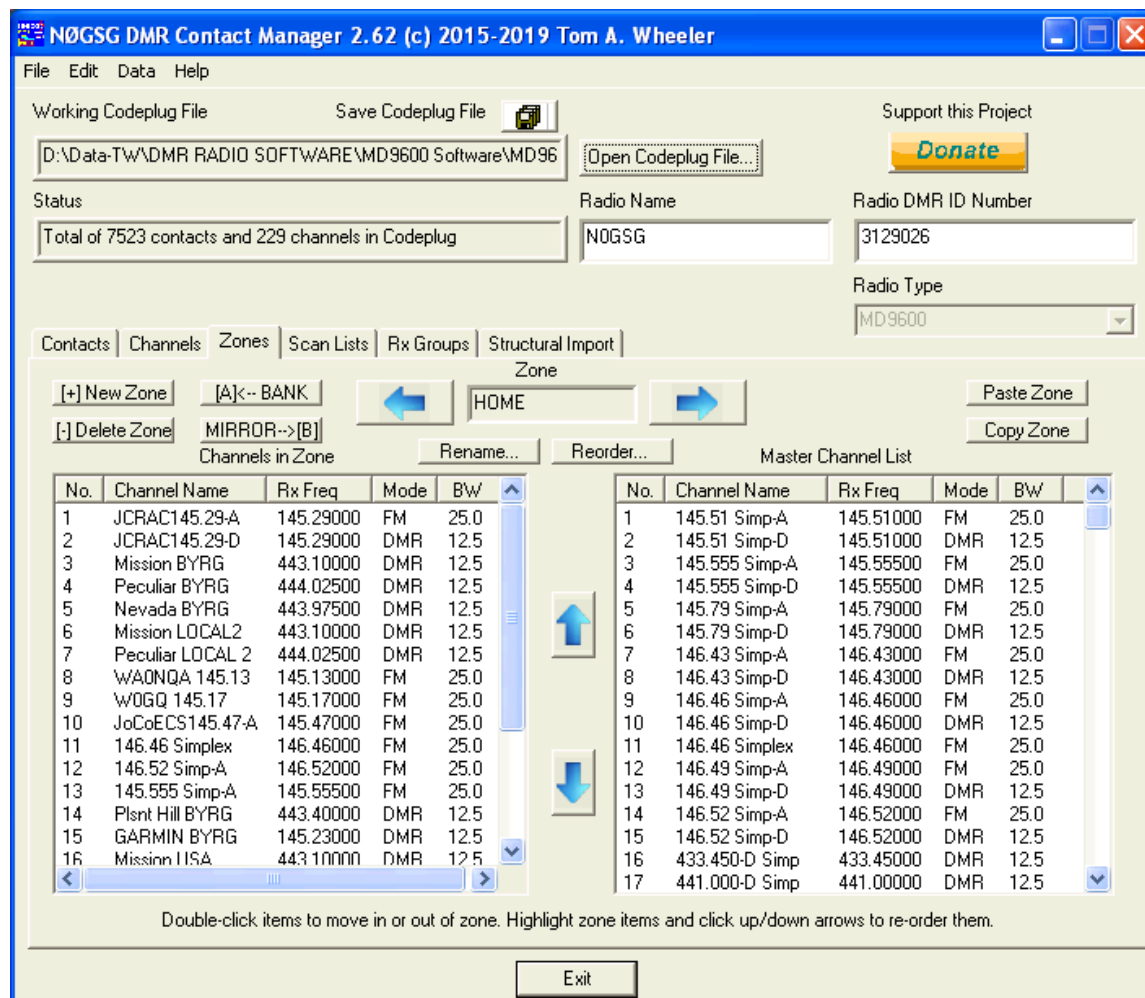 NØGSG DMR Contact Manager 2.62 (c) 2015-2019 Tom A. Wheeler
File Edit Data Help
Working Codeplug File Save Codeplug File Support this Project
D:\Data-TW\DMR RADIO SOFTWARE\MD9600 Software\MD96 Open Codeplug File... Donate
Status Radio Name Radio DMR ID Number
Total of 7523 contacts and 229 channels in Codeplug N0GSG 3129026
Radio Type
MD9600
Contacts Channels Zones Scan Lists Rx Groups Structural Import
Zone
[+] New Zone [A]<-- BANK HOME Paste Zone
[-] Delete Zone MIRROR-->[B] Copy Zone
Channels in Zone Rename... Reorder... Master Channel List
No. Channel Name Rx Freq Mode BW No. Channel Name Rx Freq Mode BW
1 JCRAC145.29-A 145.29000 FM 25.0 1 145.51 Simp-A 145.51000 FM 25.0
2 JCRAC145.29-D 145.29000 DMR 12.5 2 145.51 Simp-D 145.51000 DMR 12.5
3 Mission BYRG 443.10000 DMR 12.5 3 145.555 Simp-A 145.55500 FM 25.0
4 Peculiar BYRG 444.02500 DMR 12.5 4 145.555 Simp-D 145.55500 DMR 12.5
5 Nevada BYRG 443.97500 DMR 12.5 5 145.79 Simp-A 145.79000 FM 25.0
6 Mission LOCAL2 443.10000 DMR 12.5 6 145.79 Simp-D 145.79000 DMR 12.5
7 Peculiar LOCAL 2 444.02500 DMR 12.5 7 146.43 Simp-A 146.43000 FM 25.0
8 WA0NQA 145.13 145.13000 FM 25.0 8 146.43 Simp-D 146.43000 DMR 12.5
9 W0GQ 145.17 145.17000 FM 25.0 9 146.46 Simp-A 146.46000 FM 25.0
10 JoCoECS145.47-A 145.47000 FM 25.0 10 146.46 Simp-D 146.46000 DMR 12.5
11 146.46 Simplex 146.46000 FM 25.0 11 146.46 Simplex 146.46000 FM 25.0
12 146.52 Simp-A 146.52000 FM 25.0 12 146.49 Simp-A 146.49000 FM 25.0
13 145.555 Simp-A 145.55500 FM 25.0 13 146.49 Simp-D 146.49000 DMR 12.5
14 Plsnt Hill BYRG 443.40000 DMR 12.5 14 146.52 Simp-A 146.52000 FM 25.0
15 GARMIN BYRG 145.23000 DMR 12.5 15 146.52 Simp-D 146.52000 DMR 12.5
16 Mission USA 443.10000 DMR 12.5 16 433.450-D Simp 433.45000 DMR 12.5
17 441.000-D Simp 441.00000 DMR 12.5
Double-click items to move in or out of zone. Highlight zone items and click up/down arrows to re-order them.
Exit